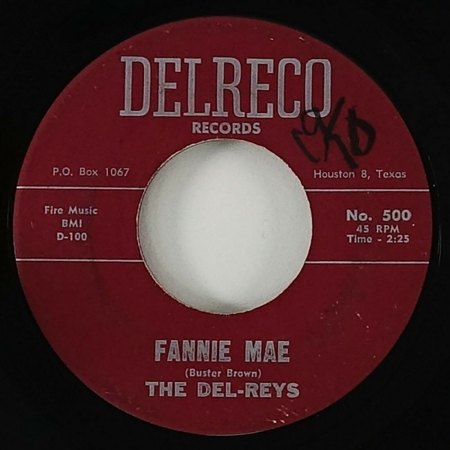 DELRECO
RECORDS
P.O. Box 1067
Houston 8, Texas
Fire Music
BMI
D-100
No. 500
45 RPM
Time - 2:25
FANNIE MAE
(Buster Brown)
THE DEL-REYS